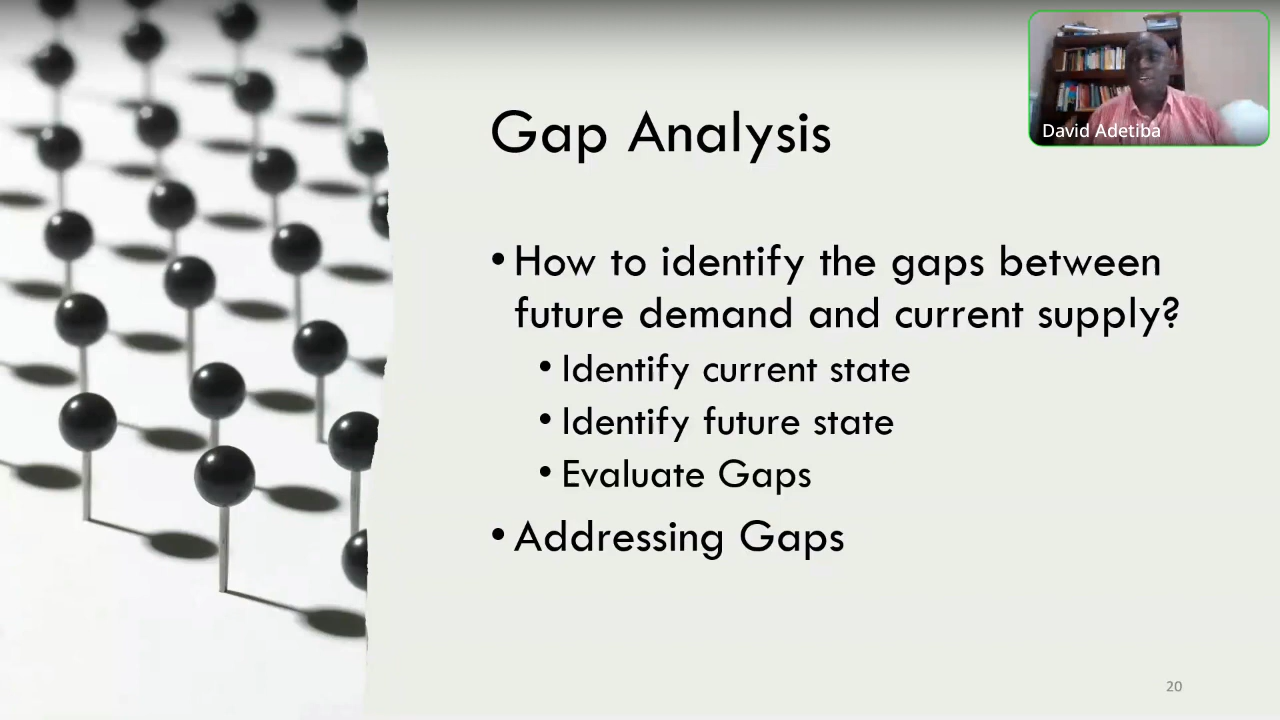 Gap Analysis
David Adetiba
• How to identify the gaps between
future demand and current supply?
• Identify current state
• Identify future state
• Evaluate Gaps
• Addressing Gaps
20